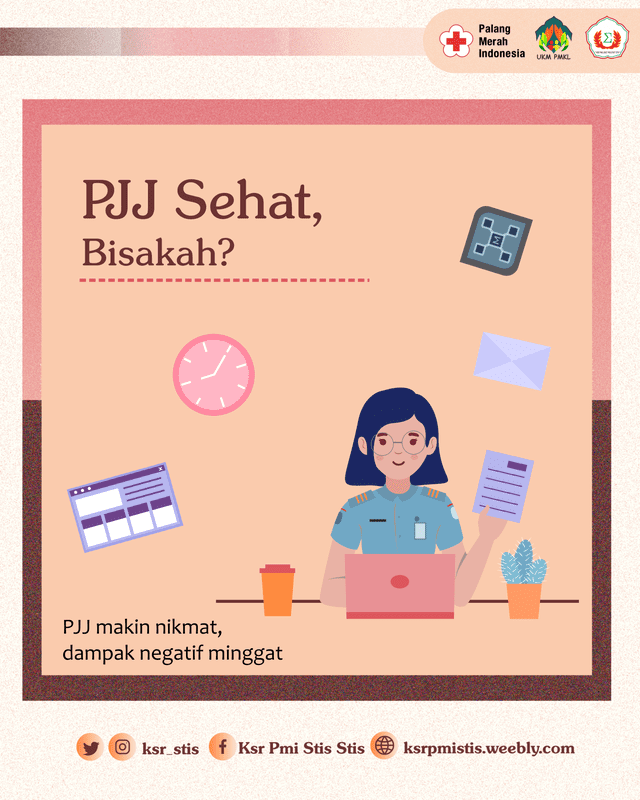 Palang
Merah
Indonesia
UKM PMKL
PJJ Sehat,
Bisakah?
M
PJJ makin nikmat,
dampak negatif minggat
ksr_stis
Ksr Pmi Stis Stis
ksrpmistis.weebly.com